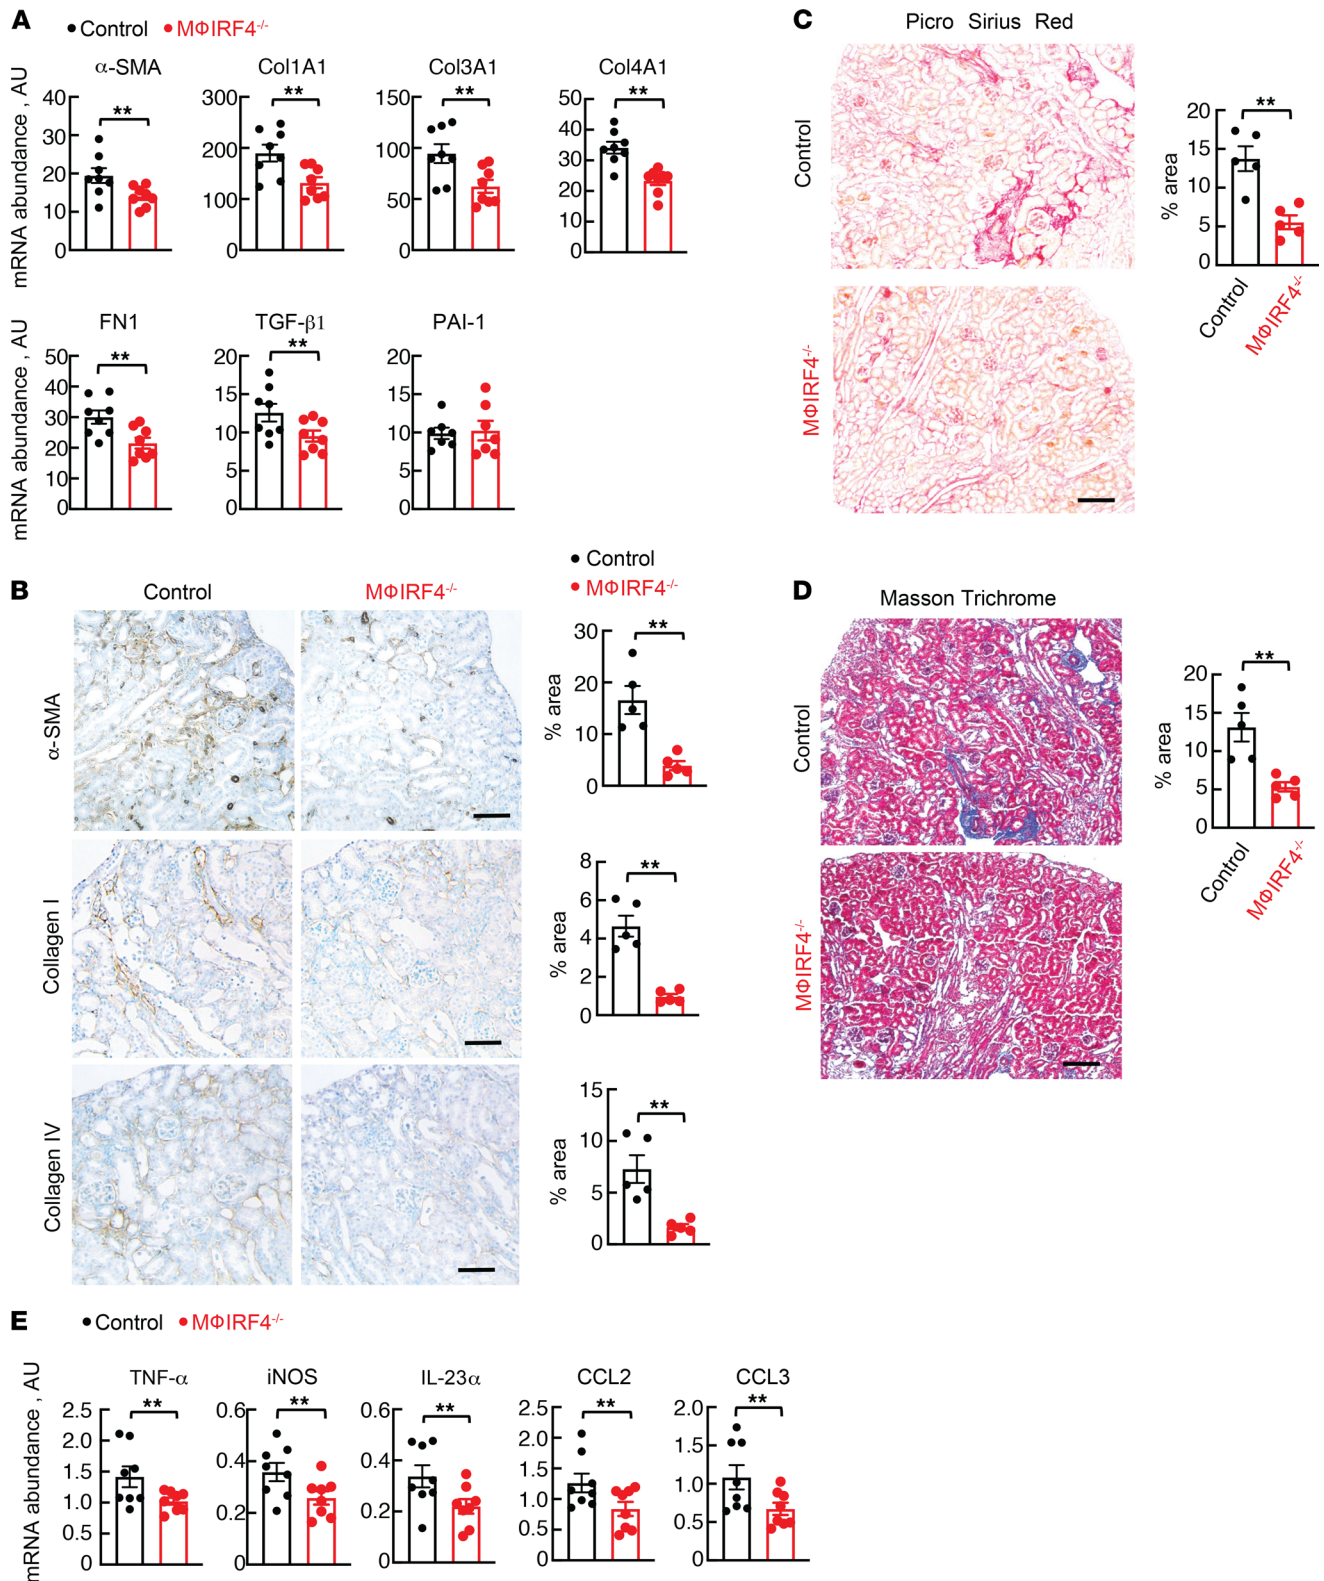 A
Control MΦIRF4-/-
α-SMA Col1A1 Col3A1 Col4A1
mRNA abundance , AU
40 30 20 10 0 **
300 200 100 0 **
150 100 50 0 **
50 40 30 20 10 0 **
FN1 TGF-β1 PAI-1
mRNA abundance , AU
50 40 30 20 10 0 **
20 15 10 5 0 **
20 15 10 5 0
B
Control MΦIRF4-/-
Control
MΦIRF4-/-
α-SMA
% area
30 20 10 0 **
Collagen I
% area
8 6 4 2 0 **
Collagen IV
% area
15 10 5 0 **
C
Picro Sirius Red
Control
MΦIRF4-/-
% area
20 15 10 5 0 **
Control MΦIRF4-/-
D
Masson Trichrome
Control
MΦIRF4-/-
% area
20 15 10 5 0 **
Control MΦIRF4-/-
E
Control MΦIRF4-/-
TNF-α iNOS IL-23α CCL2 CCL3
mRNA abundance , AU
2.5 2.0 1.5 1.0 0.5 0 **
0.6 0.4 0.2 0 **
0.6 0.4 0.2 0 **
2.5 2.0 1.5 1.0 0.5 0 **
2.0 1.5 1.0 0.5 0 **